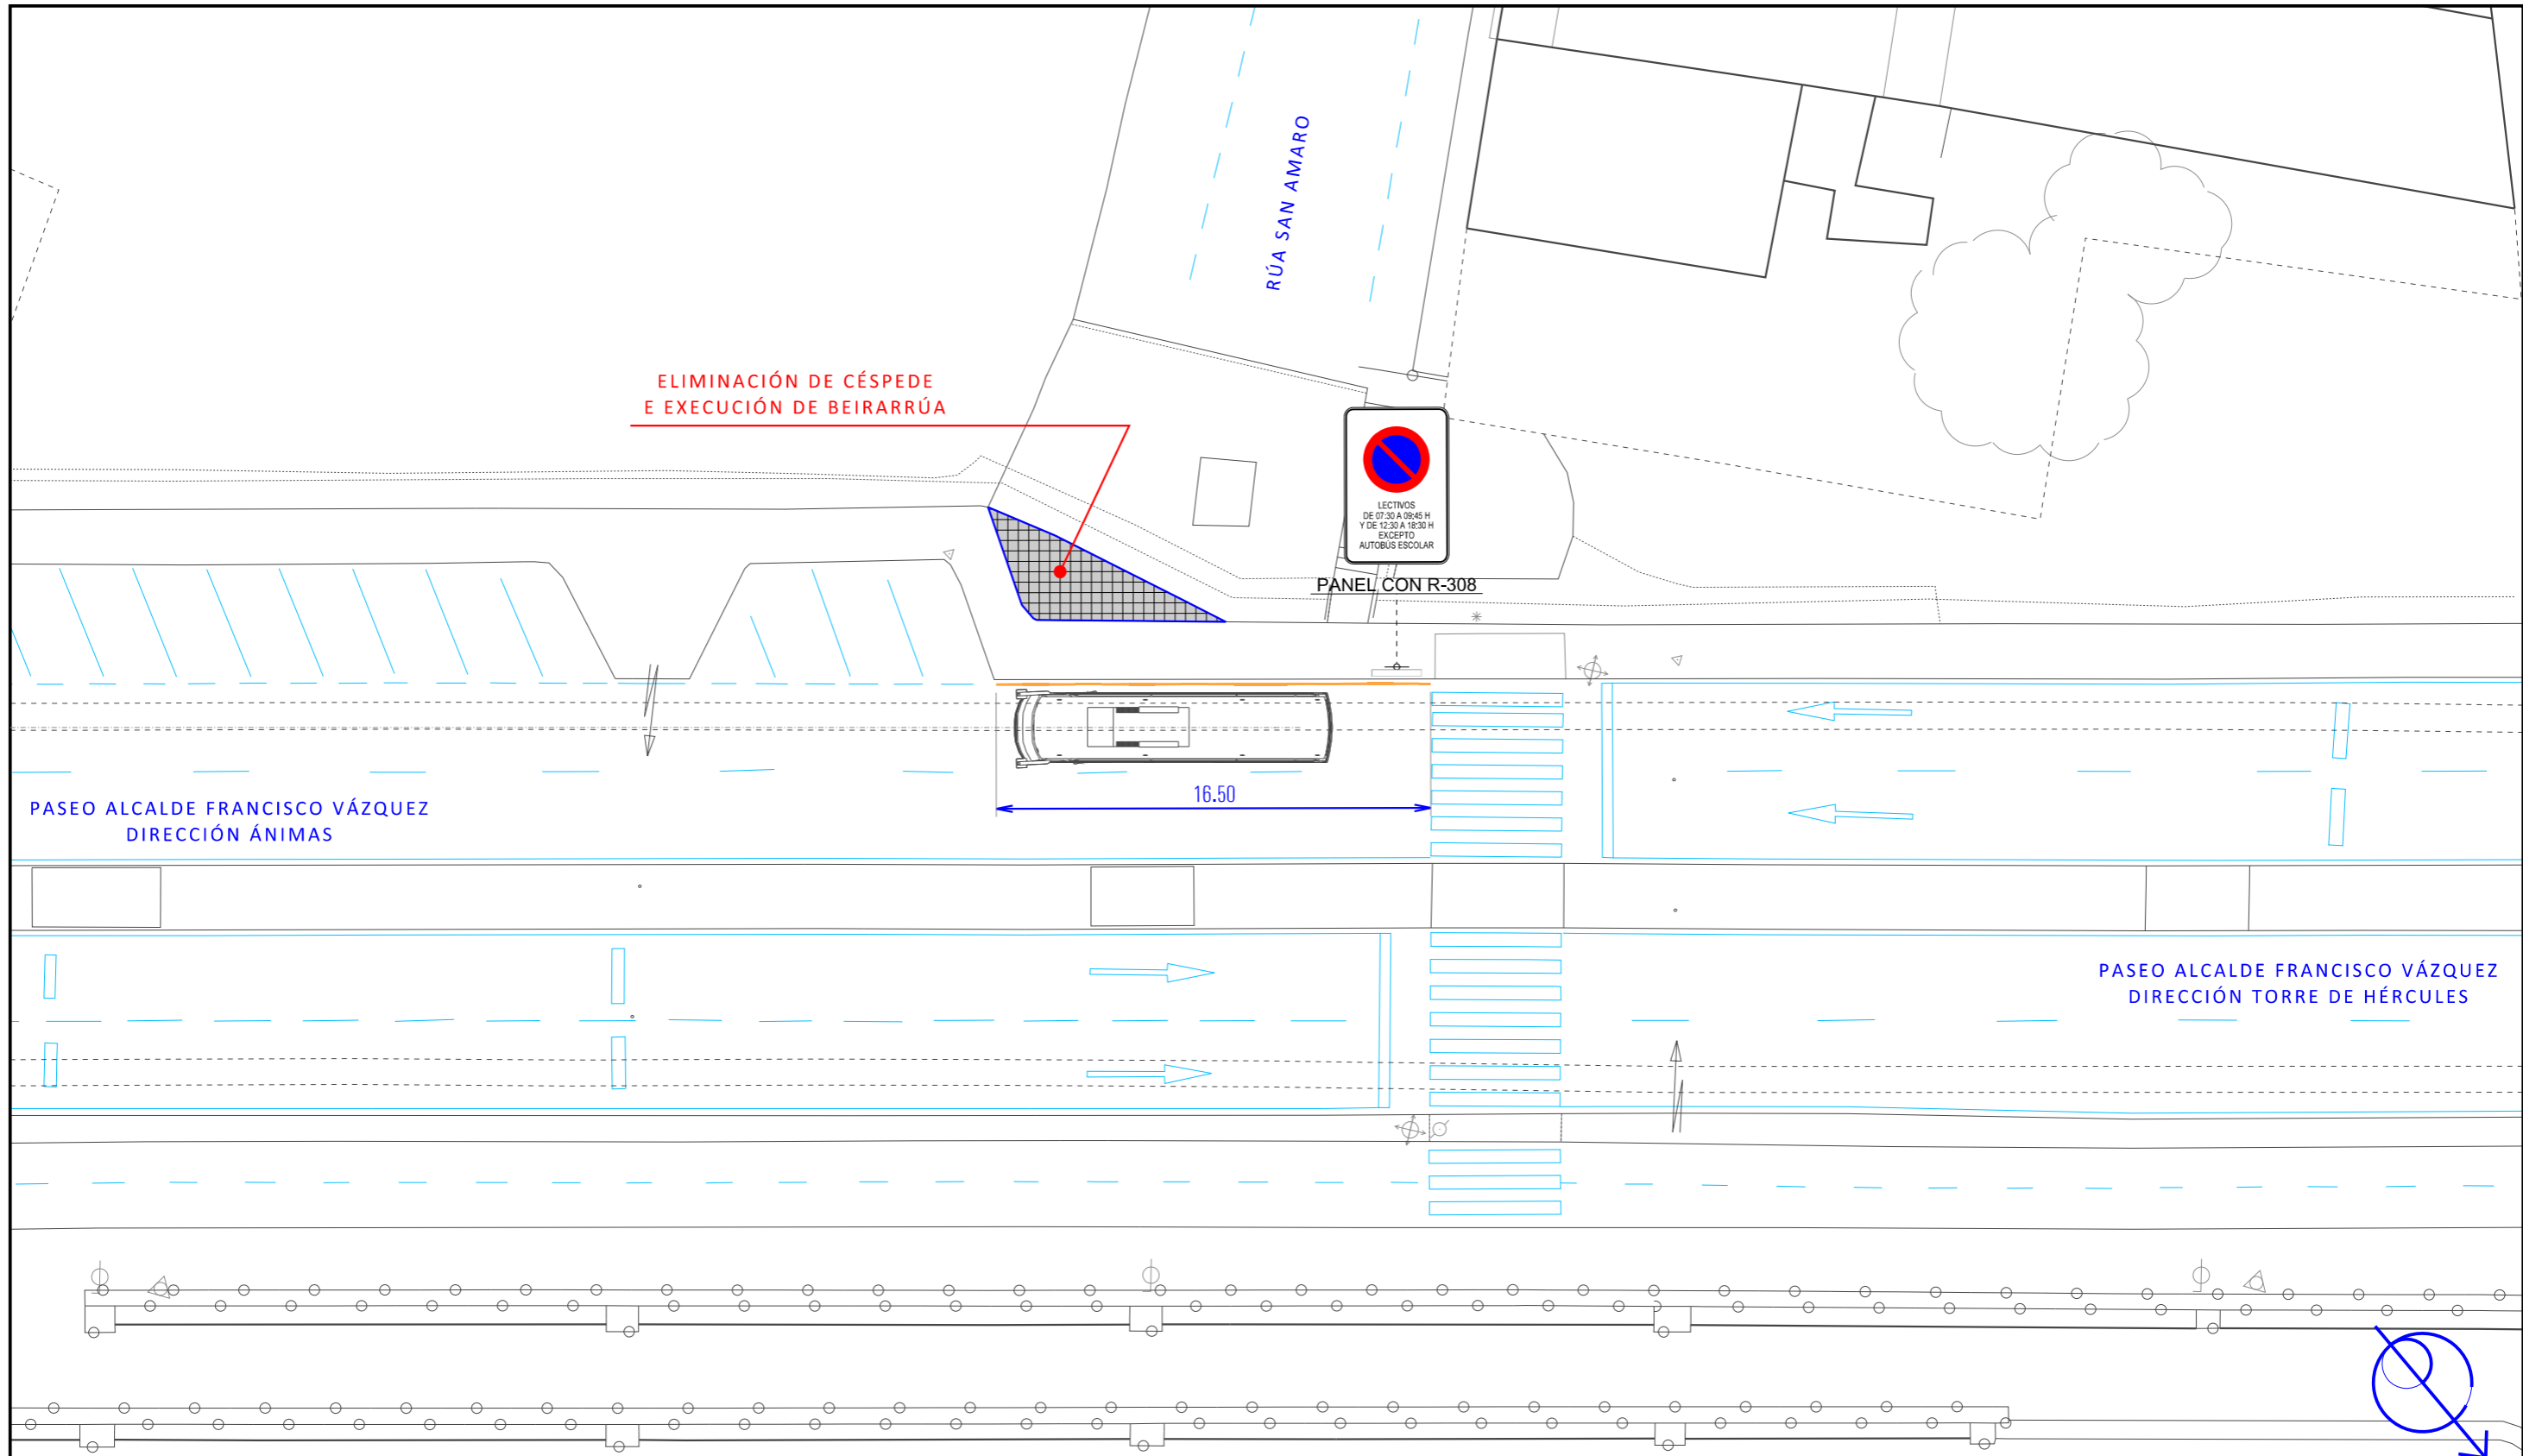 RÚA SAN AMARO
ELIMINACIÓN DE CÉSPEDE
E EXECUCIÓN DE BEIRARRÚA
LECTIVOS
DE 07:30 A 09:45 H
Y DE 12:30 A 18:30 H
EXCEPTO
AUTOBÚS ESCOLAR
PANEL CON R-308
16.50
PASEO ALCALDE FRANCISCO VÁZQUEZ
DIRECCIÓN ÁNIMAS
PASEO ALCALDE FRANCISCO VÁZQUEZ
DIRECCIÓN TORRE DE HÉRCULES